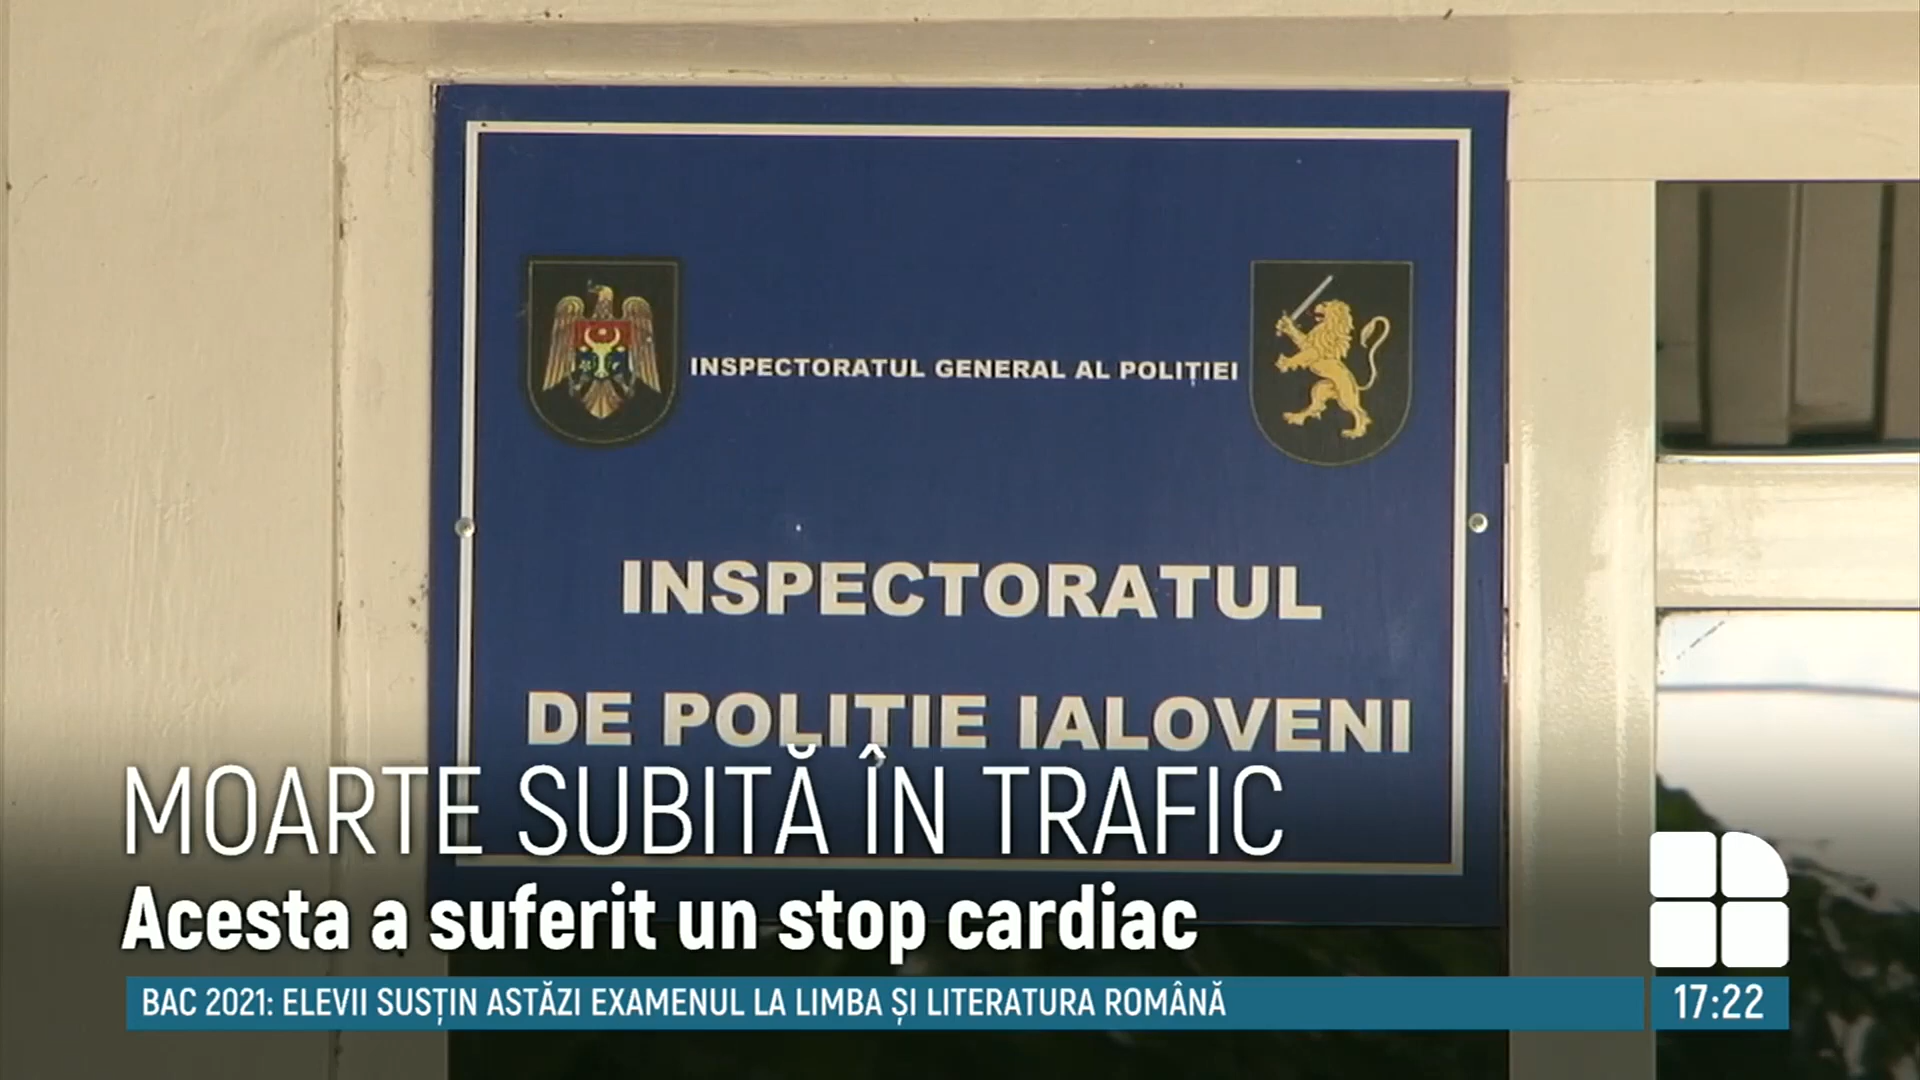 INSPECTORATUL GENERAL AL POLIȚIEI
INSPECTORATUL
DE POLIȚIE IALOVENI
MOARTE SUBITĂ ÎN TRAFIC
Acesta a suferit un stop cardiac
BAC 2021: ELEVII SUSȚIN ASTĂZI EXAMENUL LA LIMBA ȘI LITERATURA ROMÂNĂ
17:22